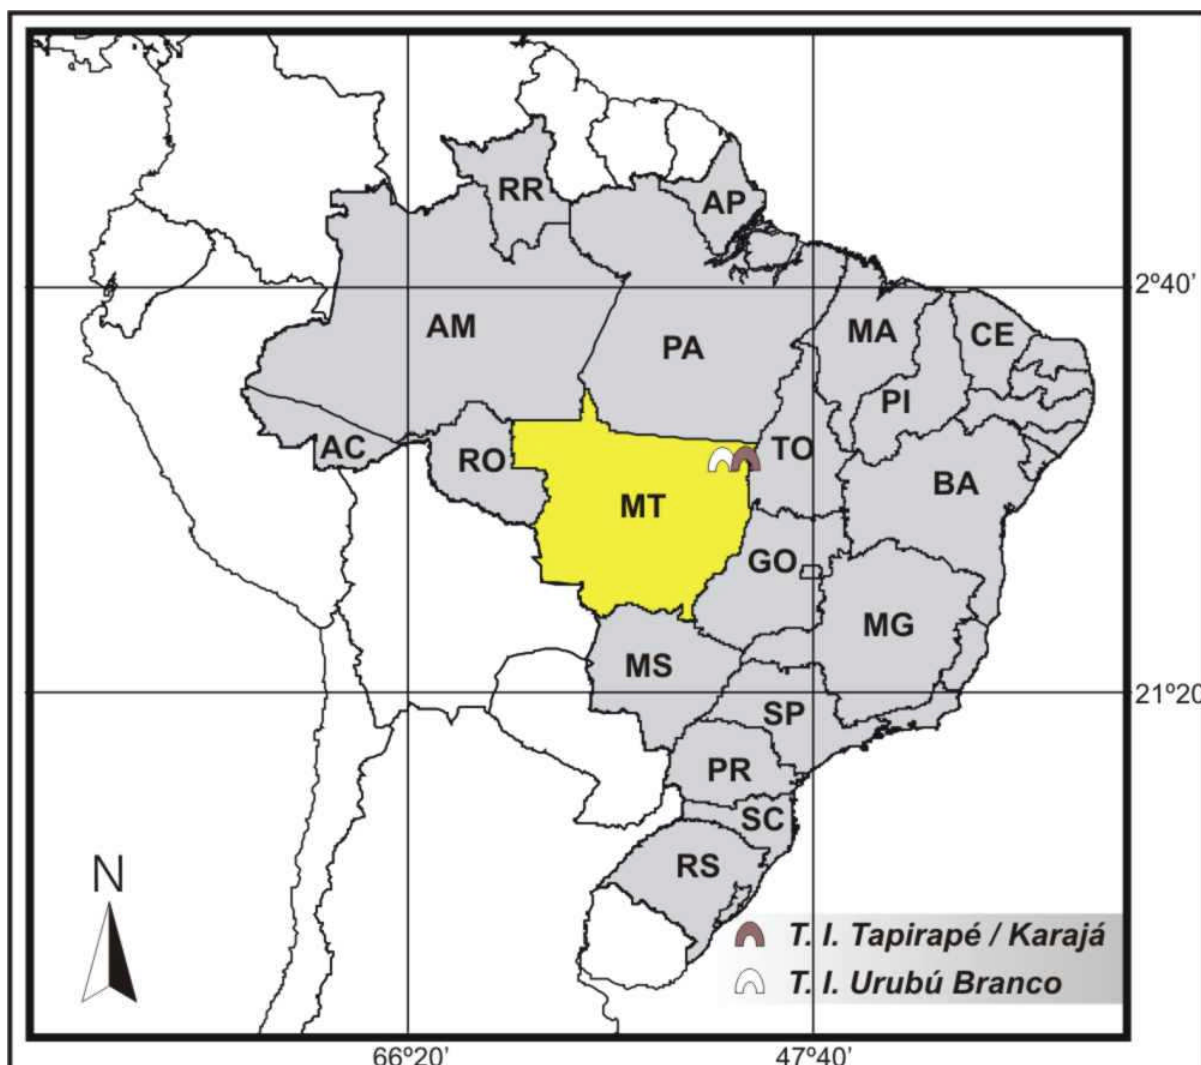 RR
AP
2º40'
AM
PA
MA
CE
PI
AC
RO
TO
BA
MT
GO
MG
MS
21º20
SP
PR
SC
RS
N
T. I. Tapirapé / Karajá
T. I. Urubú Branco
66º20'
47º40'